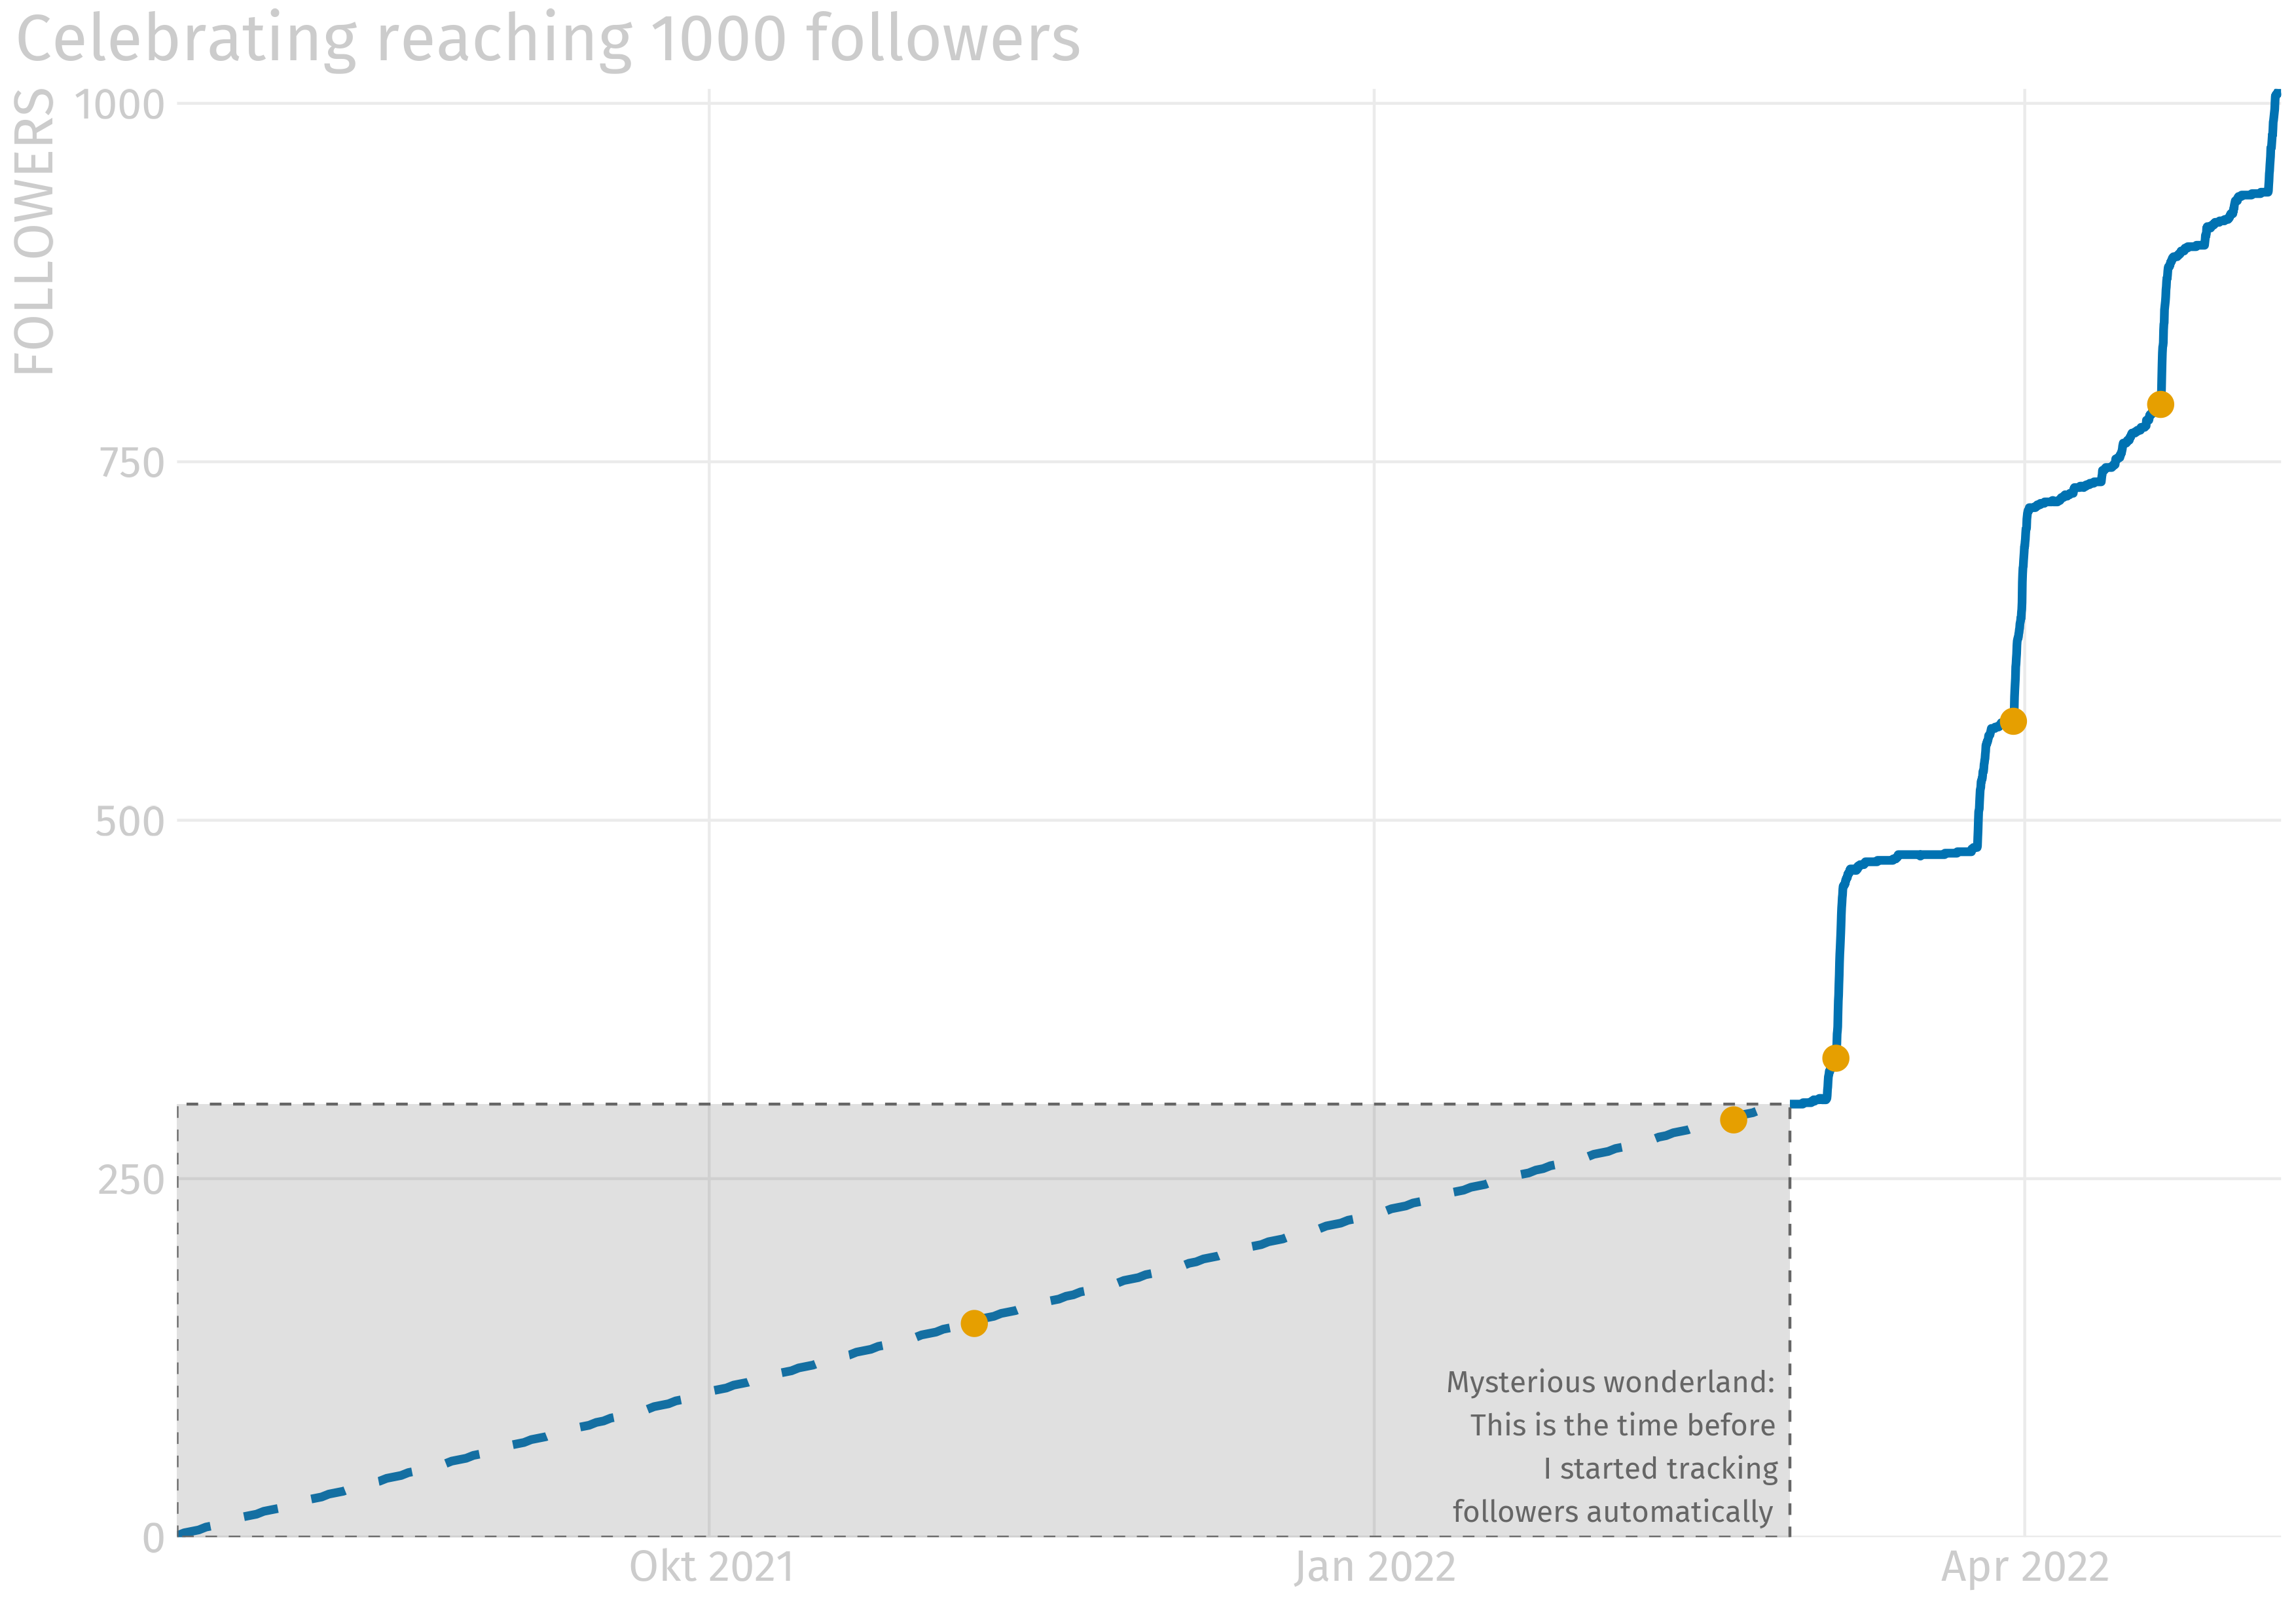 Celebrating reaching 1000 followers
FOLLOWERS
1000
750
500
250
0
Mysterious wonderland:
This is the time before
I started tracking
followers automatically
Okt 2021
Jan 2022
Apr 2022